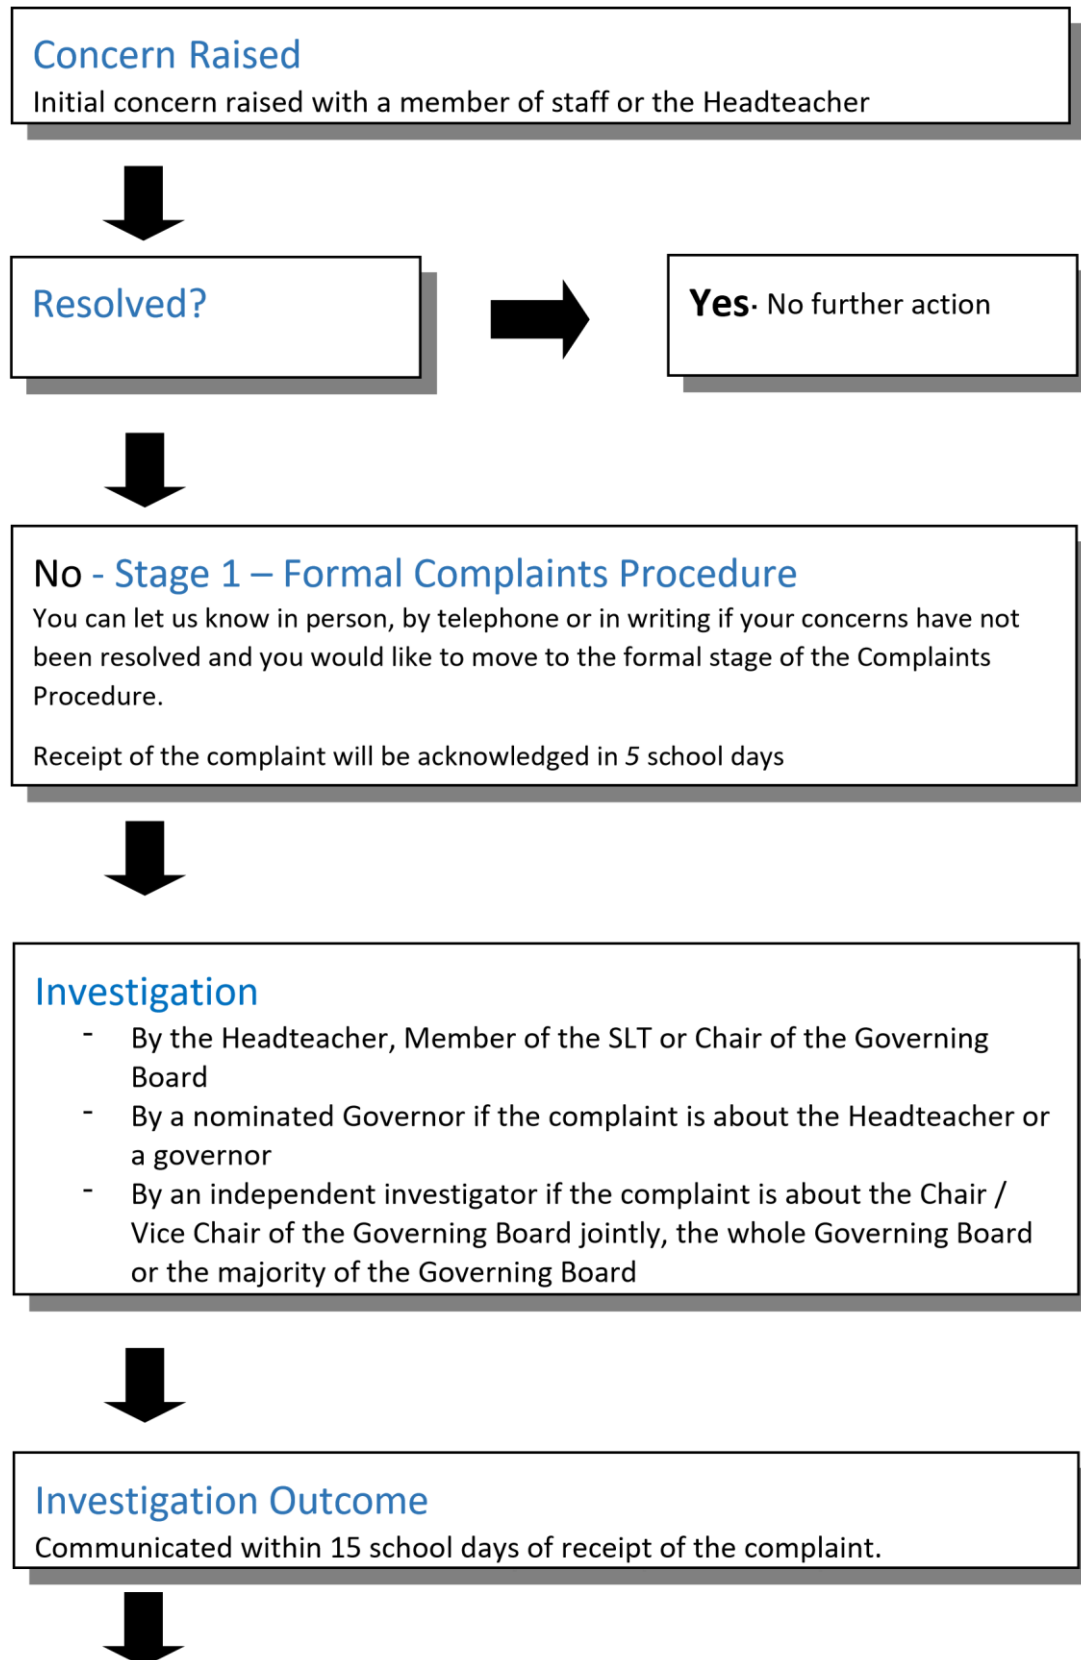 Concern Raised
Initial concern raised with a member of staff or the Headteacher
Resolved?
Yes. No further action
No - Stage 1 – Formal Complaints Procedure
You can let us know in person, by telephone or in writing if your concerns have not
been resolved and you would like to move to the formal stage of the Complaints
Procedure.
Receipt of the complaint will be acknowledged in 5 school days
Investigation
- By the Headteacher, Member of the SLT or Chair of the Governing
Board
- By a nominated Governor if the complaint is about the Headteacher or
a governor
- By an independent investigator if the complaint is about the Chair /
Vice Chair of the Governing Board jointly, the whole Governing Board
or the majority of the Governing Board
Investigation Outcome
Communicated within 15 school days of receipt of the complaint.